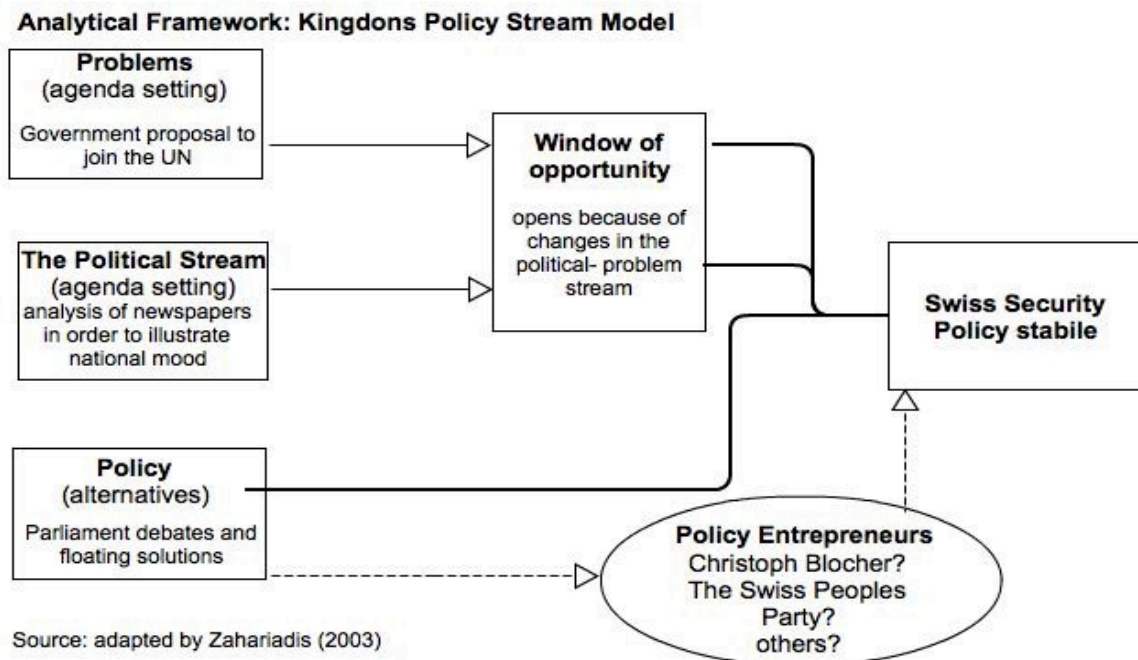 Analytical Framework: Kingdons Policy Stream Model
Problems
(agenda setting)
Government proposal to
join the UN
The Political Stream
(agenda setting)
analysis of newspapers
in order to illustrate
national mood
Policy
(alternatives)
Parliament debates and
floating solutions
Window of
opportunity
opens because of
changes in the
political- problem
stream
Swiss Security
Policy stabile
Policy Entrepreneurs
Christoph Blocher?
The Swiss Peoples
Party?
others?
Source: adapted by Zahariadis (2003)